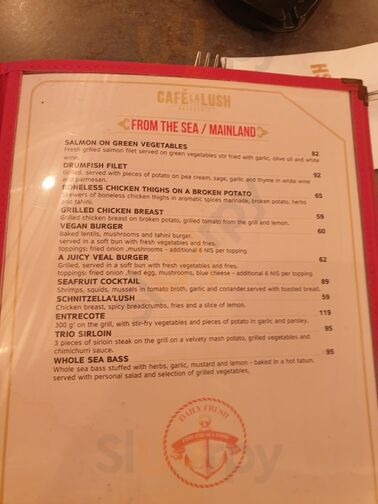 CAFÉ LA LUSH
FROM THE SEA / MAINLAND
SALMON ON GREEN VEGETABLES
Fresh grilled salmon filet served on green vegetables stir fried with garlic, olive oil and white 82
wine.
DRUMFISH FILET
Grilled, served with pieces of potato on pea cream, sage, garlic and thyme in white wine 92
and parmesan.
BONELESS CHICKEN THIGHS ON A BROKEN POTATO
Skewers of boneless chicken thighs in aromatic spices marinade, broken potato, herbs 65
and tahini.
GRILLED CHICKEN BREAST
Grilled chicken breast on broken potato, grilled tomato from the grill and lemon. 59
VEGAN BURGER
Baked lentils, mushrooms and tahini burger. 60
served in a soft bun with fresh vegetables and fries.
toppings: fried onion ,mushrooms - additional 6 NIS per topping
A JUICY VEAL BURGER
Grilled, served in a soft bun with fresh vegetables and fries. 62
toppings: fried onion ,fried egg, mushrooms, blue cheese - additional 6 NIS per topping
SEAFRUIT COCKTAIL 89
Shrimps, squids, mussels in tomato broth, garlic and coriander,served with toasted bread.
SCHNITZELLA'LUSH 59
Chicken breast, spicy breadcrumbs, fries and a slice of lemon.
ENTRECOTE 119
300 g' on the grill, with stir-fry vegetables and pieces of potato in garlic and parsley.
TRIO SIRLOIN 95
3 pieces of sirloin steak on the grill on a velvety mash potato, grilled vegetables and
chimichuri sauce.
WHOLE SEA BASS 95
Whole sea bass stuffed with herbs, garlic, mustard and lemon - baked in a hot tabun.
served with personal salad and selection of grilled vegetables.
DAILY FRESH